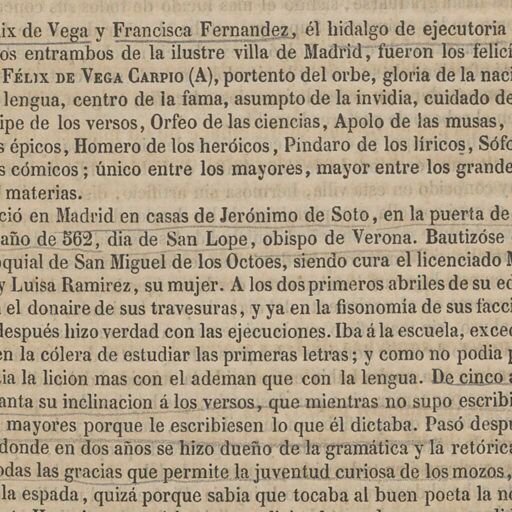 ix de Vega y Francisca Fernandez, él hidalgo de ejecutoria
os entrambos de la ilustre villa de Madrid, fueron los felic
FÉLIX DE VEGA CARPIO (A), portento del orbe, gloria de la naci
lengua, centro de la fama, asumpto de la invidia, cuidado de
ipe de los versos, Orfeo de las ciencias, Apolo de las musas,
s épicos, Homero de los heróicos, Píndaro de los líricos, Sófo
s cómicos; único entre los mayores, mayor entre los grande
materias.
ció en Madrid en casas de Jerónimo de Soto, en la puerta de
año de 562, dia de San Lope, obispo de Verona. Bautizóse
oquial de San Miguel de los Octoes, siendo cura el licenciado M
y Luisa Ramirez, su mujer. A los dos primeros abriles de su ed
el donaire de sus travesuras, y ya en la fisonomía de sus facci
después hizo verdad con las ejecuciones. Iba á la escuela, exced
en la cólera de estudiar las primeras letras; y como no podia p
ia la lición mas con el ademan que con la lengua. De cinco a
anta su inclinacion á los versos, que mientras no supo escribi
mayores porque le escribiesen lo que él dictaba. Pasó despu
donde en dos años se hizo dueño de la gramática y la retóric
odas las gracias que permite la juventud curiosa de los mozos,
la espada, quizá porque sabia que tocaba al buen poeta la no